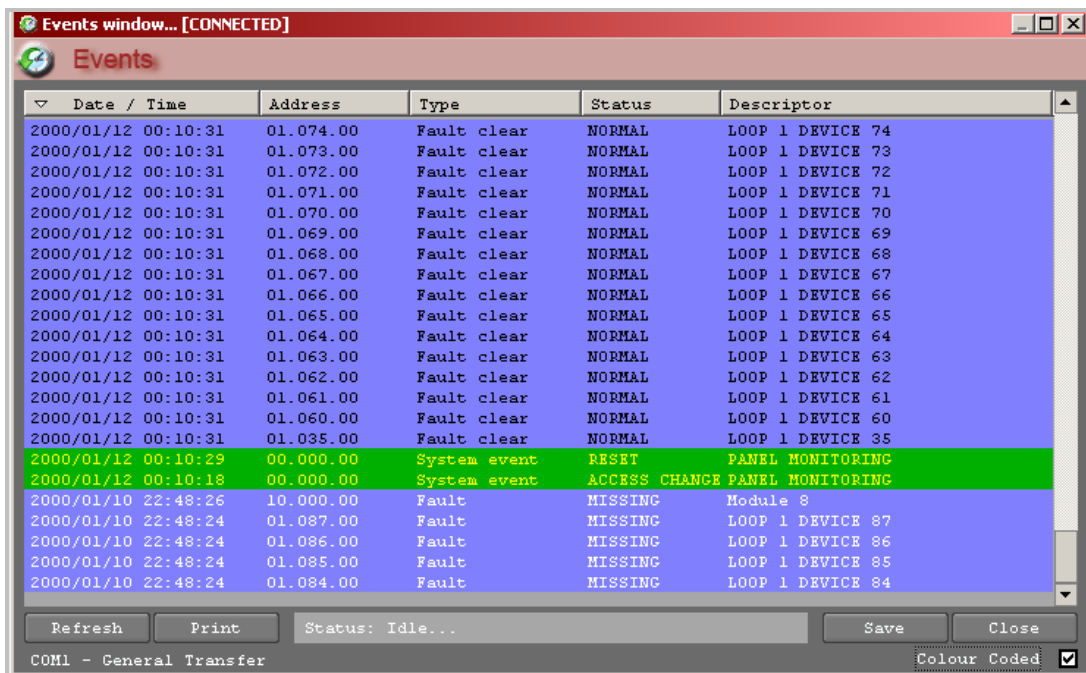 Events window... [CONNECTED]
Events
Date / Time Address Type Status Descriptor
2000/01/12 00:10:31 01.074.00 Fault clear NORMAL LOOP 1 DEVICE 74
2000/01/12 00:10:31 01.073.00 Fault clear NORMAL LOOP 1 DEVICE 73
2000/01/12 00:10:31 01.072.00 Fault clear NORMAL LOOP 1 DEVICE 72
2000/01/12 00:10:31 01.071.00 Fault clear NORMAL LOOP 1 DEVICE 71
2000/01/12 00:10:31 01.070.00 Fault clear NORMAL LOOP 1 DEVICE 70
2000/01/12 00:10:31 01.069.00 Fault clear NORMAL LOOP 1 DEVICE 69
2000/01/12 00:10:31 01.068.00 Fault clear NORMAL LOOP 1 DEVICE 68
2000/01/12 00:10:31 01.067.00 Fault clear NORMAL LOOP 1 DEVICE 67
2000/01/12 00:10:31 01.066.00 Fault clear NORMAL LOOP 1 DEVICE 66
2000/01/12 00:10:31 01.065.00 Fault clear NORMAL LOOP 1 DEVICE 65
2000/01/12 00:10:31 01.064.00 Fault clear NORMAL LOOP 1 DEVICE 64
2000/01/12 00:10:31 01.063.00 Fault clear NORMAL LOOP 1 DEVICE 63
2000/01/12 00:10:31 01.062.00 Fault clear NORMAL LOOP 1 DEVICE 62
2000/01/12 00:10:31 01.061.00 Fault clear NORMAL LOOP 1 DEVICE 61
2000/01/12 00:10:31 01.060.00 Fault clear NORMAL LOOP 1 DEVICE 60
2000/01/12 00:10:31 01.035.00 Fault clear NORMAL LOOP 1 DEVICE 35
2000/01/12 00:10:29 00.000.00 System event RESET PANEL MONITORING
2000/01/12 00:10:18 00.000.00 System event ACCESS CHANGE PANEL MONITORING
2000/01/10 22:48:26 10.000.00 Fault MISSING Module 8
2000/01/10 22:48:24 01.087.00 Fault MISSING LOOP 1 DEVICE 87
2000/01/10 22:48:24 01.086.00 Fault MISSING LOOP 1 DEVICE 86
2000/01/10 22:48:24 01.085.00 Fault MISSING LOOP 1 DEVICE 85
2000/01/10 22:48:24 01.084.00 Fault MISSING LOOP 1 DEVICE 84
Refresh Print Status: Idle... Save Close
COM1 - General Transfer Colour Coded